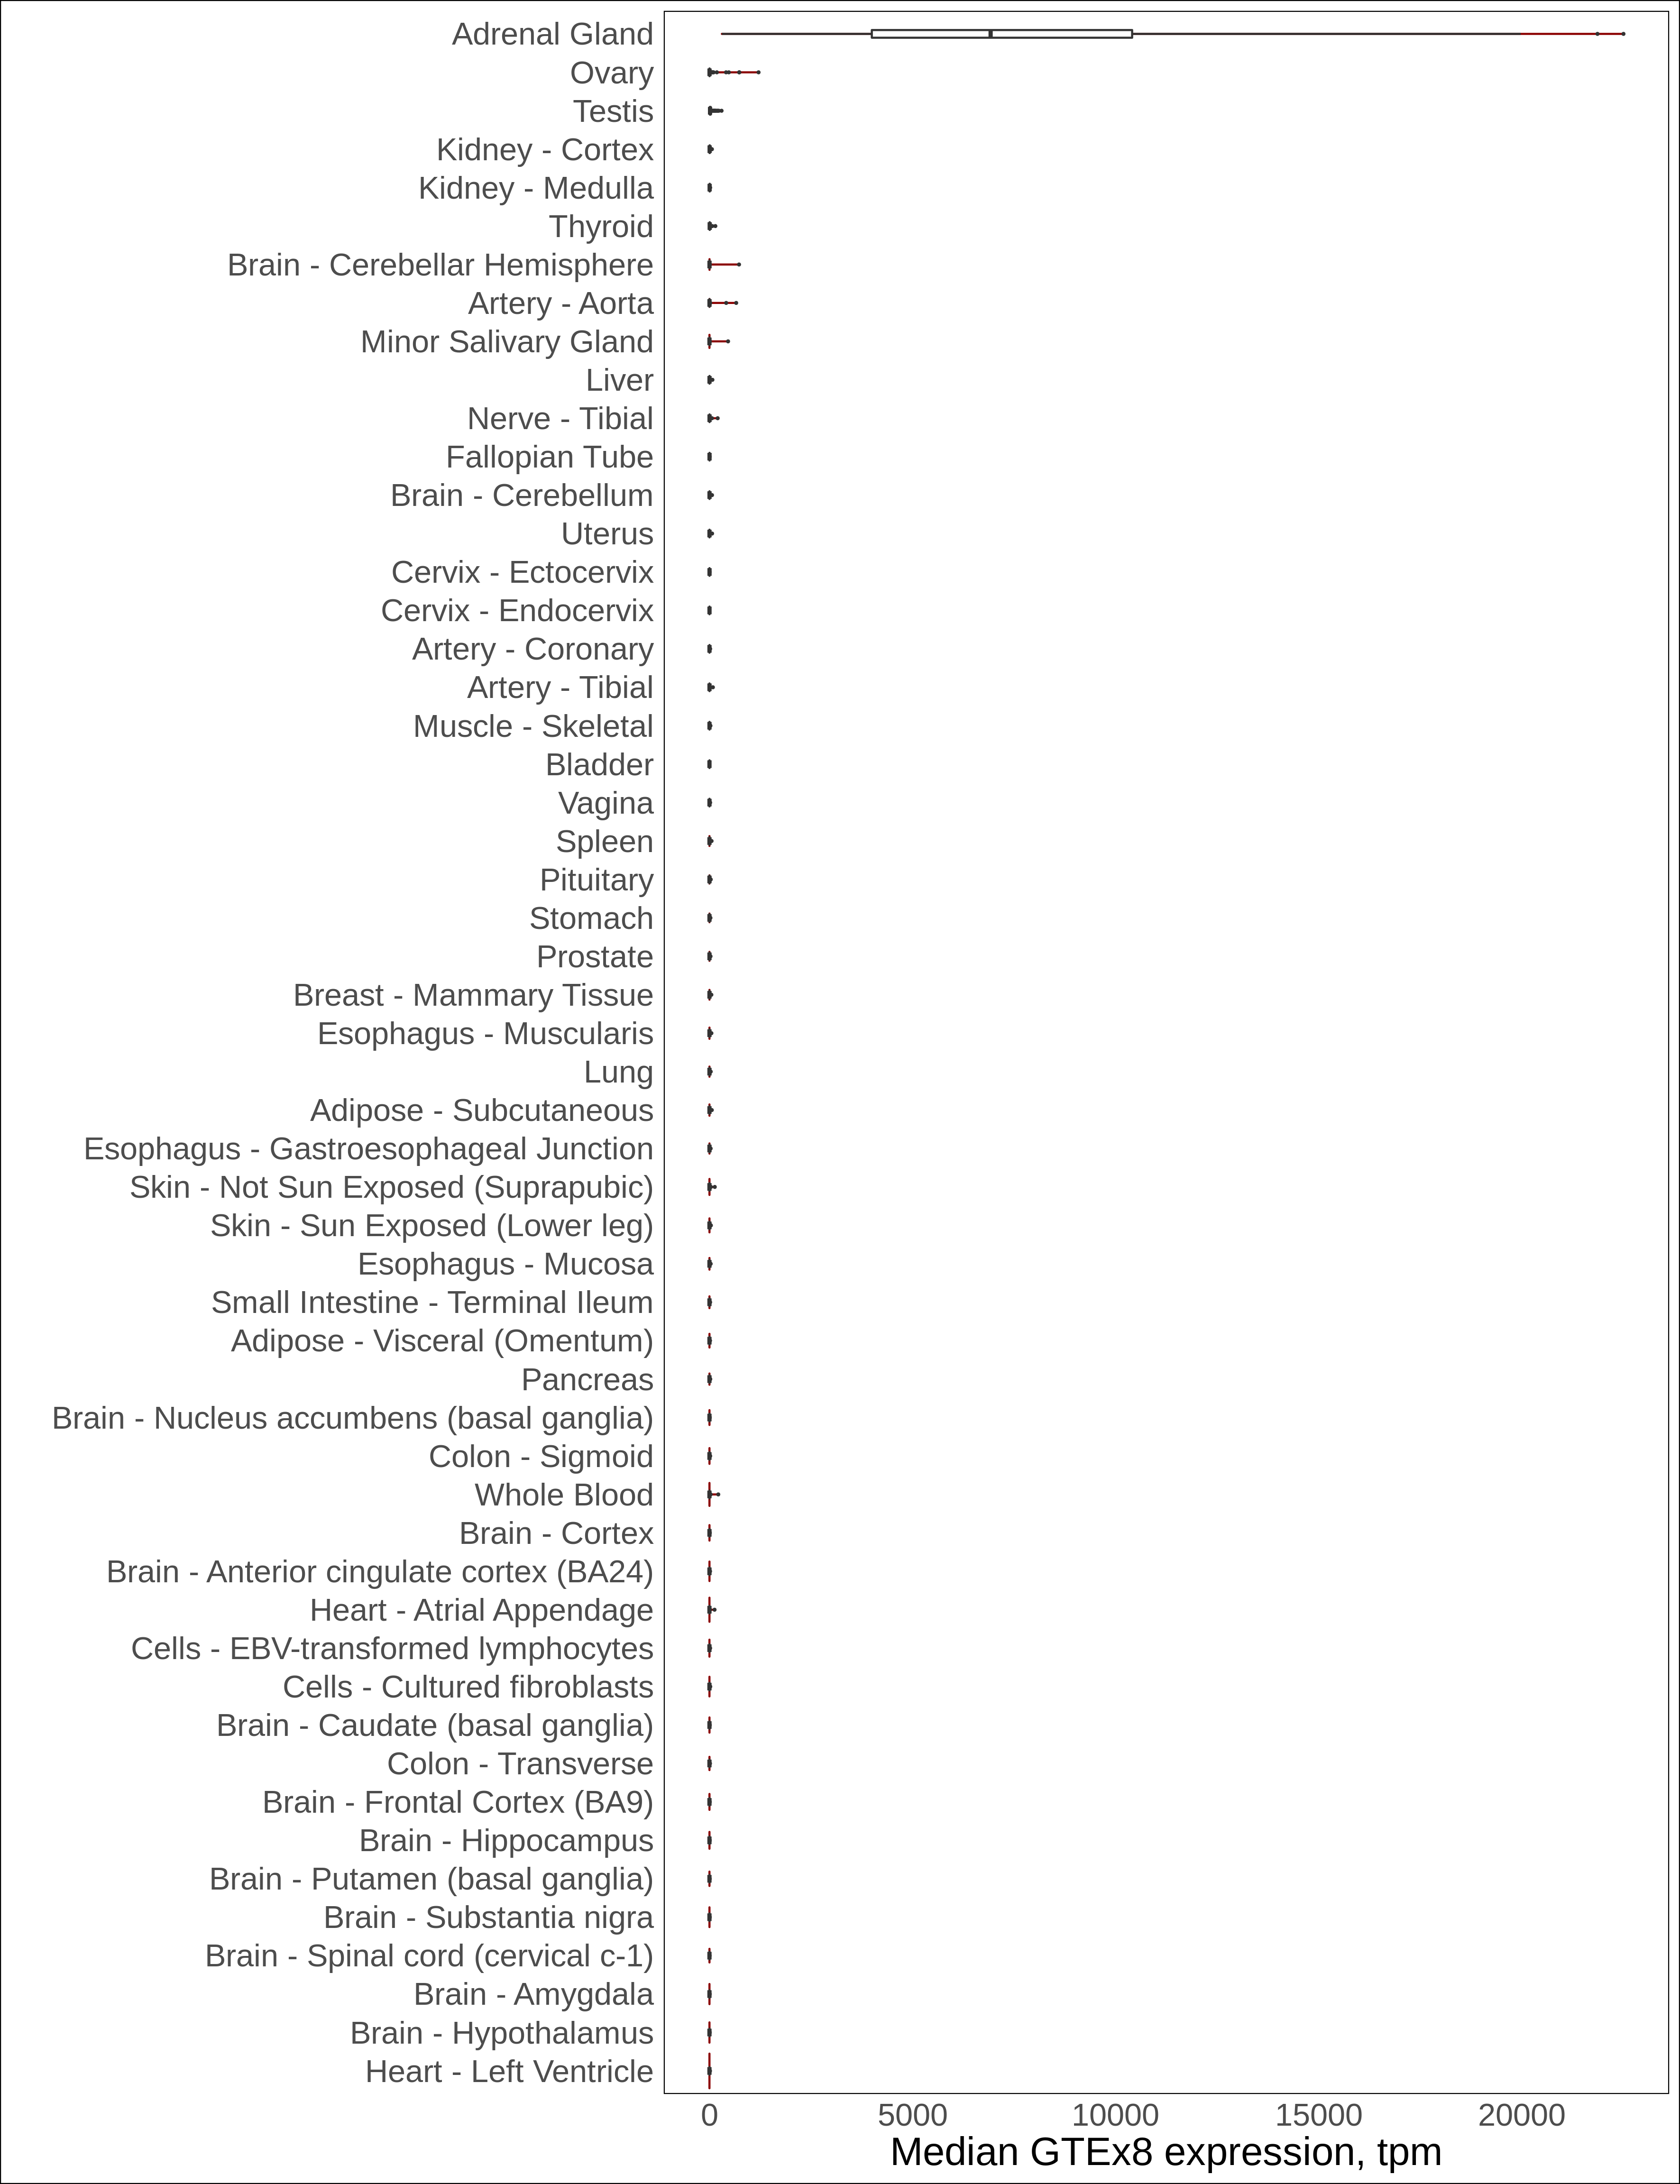 Adrenal Gland
Ovary
Testis
Kidney - Cortex
Kidney - Medulla
Thyroid
Brain - Cerebellar Hemisphere
Artery - Aorta
Minor Salivary Gland
Liver
Nerve - Tibial
Fallopian Tube
Brain - Cerebellum
Uterus
Cervix - Ectocervix
Cervix - Endocervix
Artery - Coronary
Artery - Tibial
Muscle - Skeletal
Bladder
Vagina
Spleen
Pituitary
Stomach
Prostate
Breast - Mammary Tissue
Esophagus - Muscularis
Lung
Adipose - Subcutaneous
Esophagus - Gastroesophageal Junction
Skin - Not Sun Exposed (Suprapubic)
Skin - Sun Exposed (Lower leg)
Esophagus - Mucosa
Small Intestine - Terminal Ileum
Adipose - Visceral (Omentum)
Pancreas
Brain - Nucleus accumbens (basal ganglia)
Colon - Sigmoid
Whole Blood
Brain - Cortex
Brain - Anterior cingulate cortex (BA24)
Heart - Atrial Appendage
Cells - EBV-transformed lymphocytes
Cells - Cultured fibroblasts
Brain - Caudate (basal ganglia)
Colon - Transverse
Brain - Frontal Cortex (BA9)
Brain - Hippocampus
Brain - Putamen (basal ganglia)
Brain - Substantia nigra
Brain - Spinal cord (cervical c-1)
Brain - Amygdala
Brain - Hypothalamus
Heart - Left Ventricle
0 5000 10000 15000 20000
Median GTEx8 expression, tpm